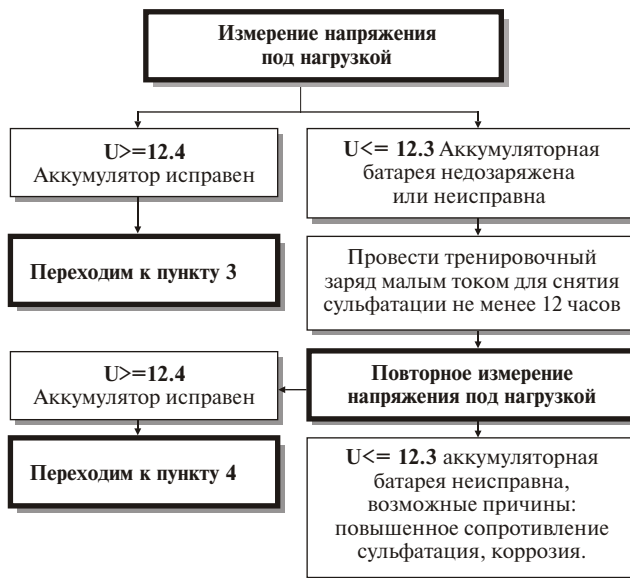 Измерение напряжения
под нагрузкой
U>=12.4
Аккумулятор исправен
U<= 12.3 Аккумуляторная
батарея недозаряжена
или неисправна
Переходим к пункту 3
Провести тренировочный
заряд малым током для снятия
сульфатации не менее 12 часов
U>=12.4
Аккумулятор исправен
Повторное измерение
напряжения под нагрузкой
Переходим к пункту 4
U<= 12.3 аккумуляторная
батарея неисправна,
возможные причины:
повышенное сопротивление
сульфатация, коррозия.